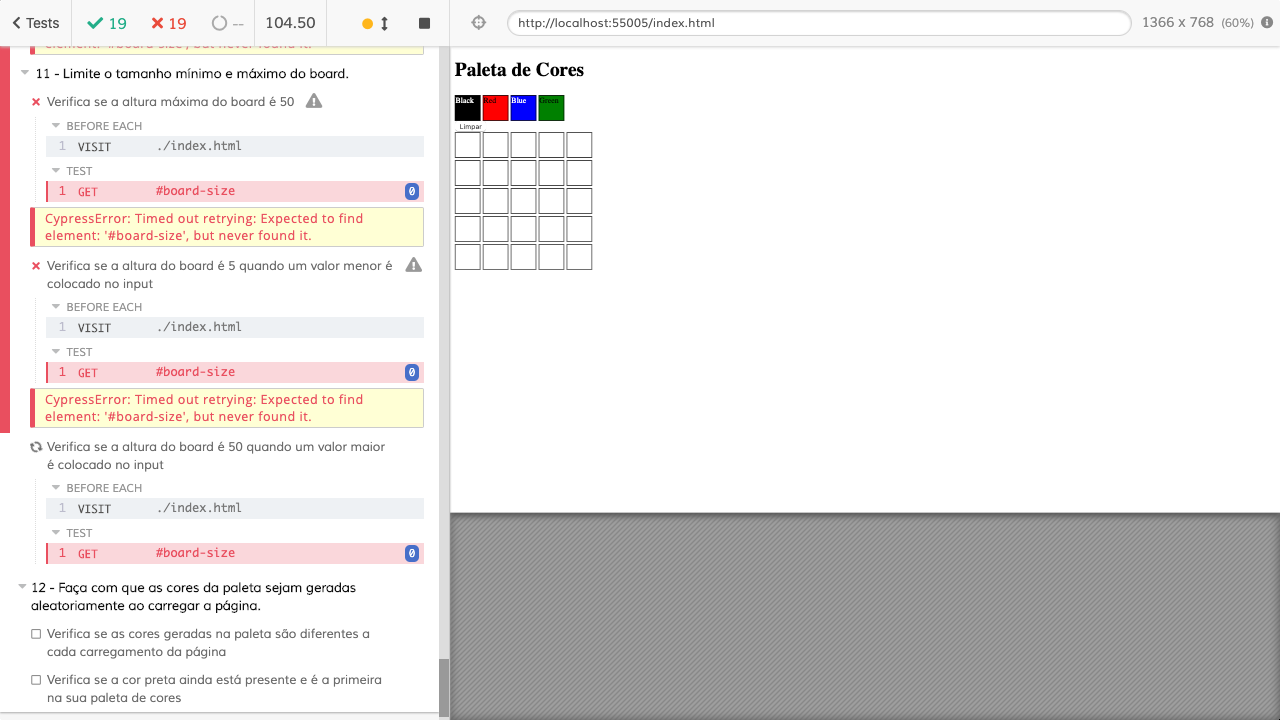 Tests
19
19
--
104.50
http://localhost:55005/index.html
1366 x 768 (60%)
element: '#board-size', but never found it.
11 - Limite o tamanho mínimo e máximo do board.
Verifica se a altura máxima do board é 50
BEFORE EACH
1 VISIT ./index.html
TEST
1 GET #board-size 0
CypressError: Timed out retrying: Expected to find
element: '#board-size', but never found it.
Verifica se a altura do board é 5 quando um valor menor é
colocado no input
BEFORE EACH
1 VISIT ./index.html
TEST
1 GET #board-size 0
CypressError: Timed out retrying: Expected to find
element: '#board-size', but never found it.
Verifica se a altura do board é 50 quando um valor maior
é colocado no input
BEFORE EACH
1 VISIT ./index.html
TEST
1 GET #board-size 0
12 - Faça com que as cores da paleta sejam geradas
aleatoriamente ao carregar a página.
Verifica se as cores geradas na paleta são diferentes a
cada carregamento da página
Verifica se a cor preta ainda está presente e é a primeira
na sua paleta de cores
Paleta de Cores
Black Red Blue Green
Limpar